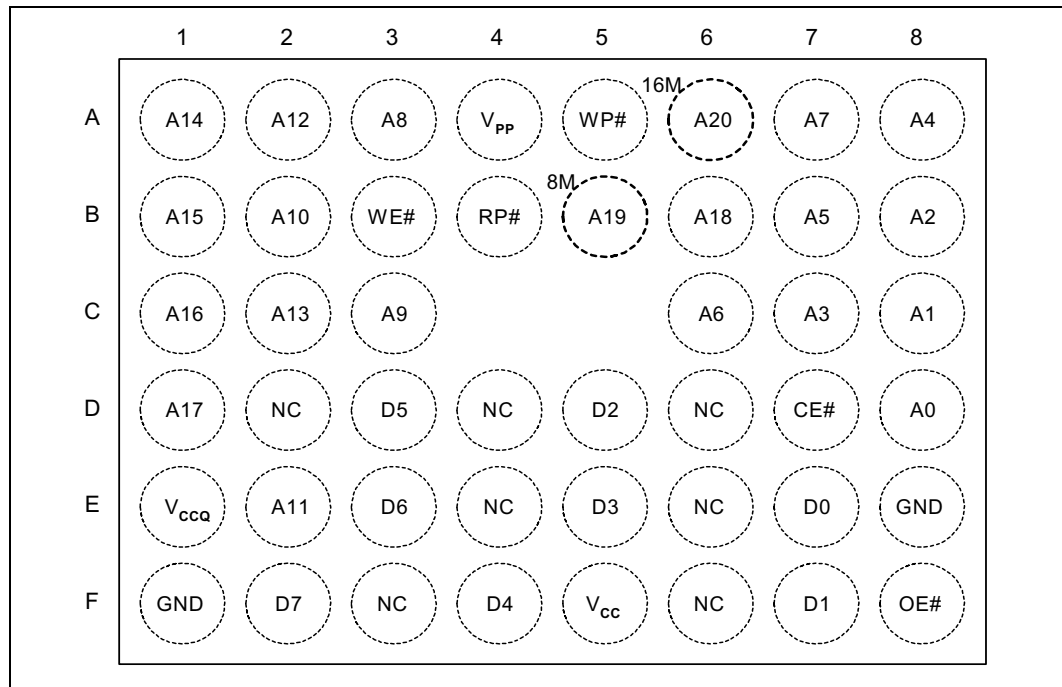 1 2 3 4 5 6 7 8
16M
A A14 A12 A8 VPP WP# A20 A7 A4
8M
B A15 A10 WE# RP# A19 A18 A5 A2
C A16 A13 A9 A6 A3 A1
D A17 NC D5 NC D2 NC CE# A0
E VCCQ A11 D6 NC D3 NC D0 GND
F GND D7 NC D4 VCC NC D1 OE#